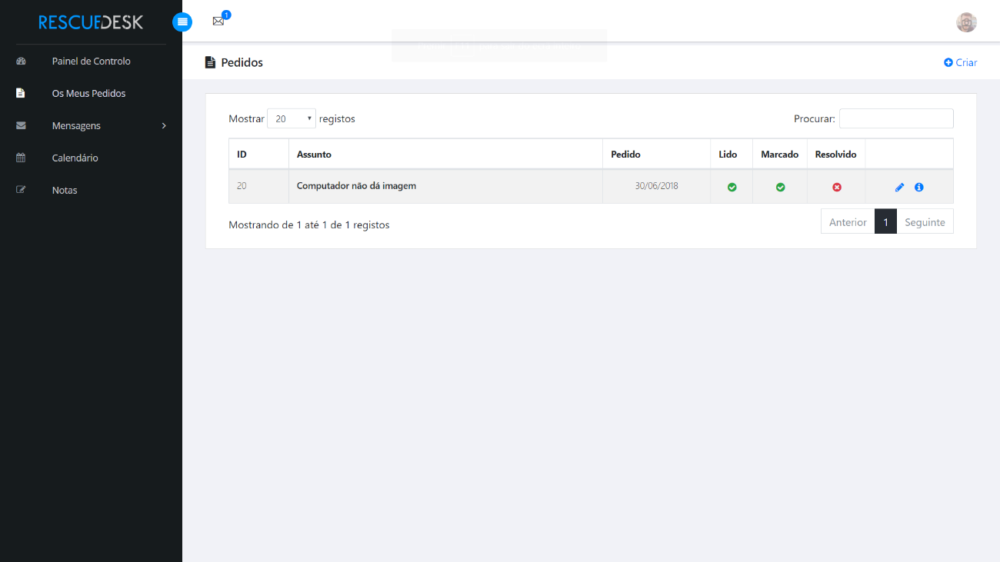 RESCUEDESK
1
Painel de Controlo
Os Meus Pedidos
Mensagens
Calendário
Notas
Pedidos
Criar
Mostrar 20 registos
Procurar:
ID Assunto Pedido Lido Marcado Resolvido
20 Computador não dá imagem 30/06/2018
Mostrando de 1 até 1 de 1 registos
Anterior 1 Seguinte